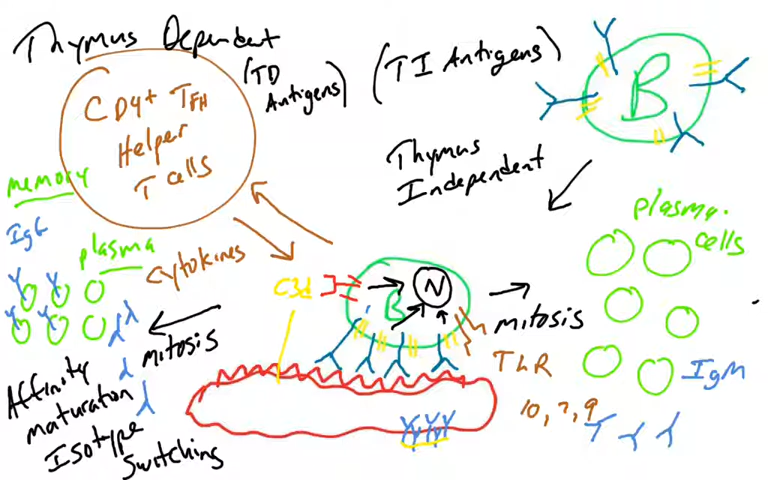 Thymus Dependent
(TD
Antigens)
(TI Antigens)
B
CD4+ TFH
Helper
T cells
Thymus
Independent
memory
IgG
plasma
cytokines
plasma
cells
C3d
B
N
mitosis
mitosis
TLR
10, 7, 9
IgM
Affinity
maturation
Isotype
Switching